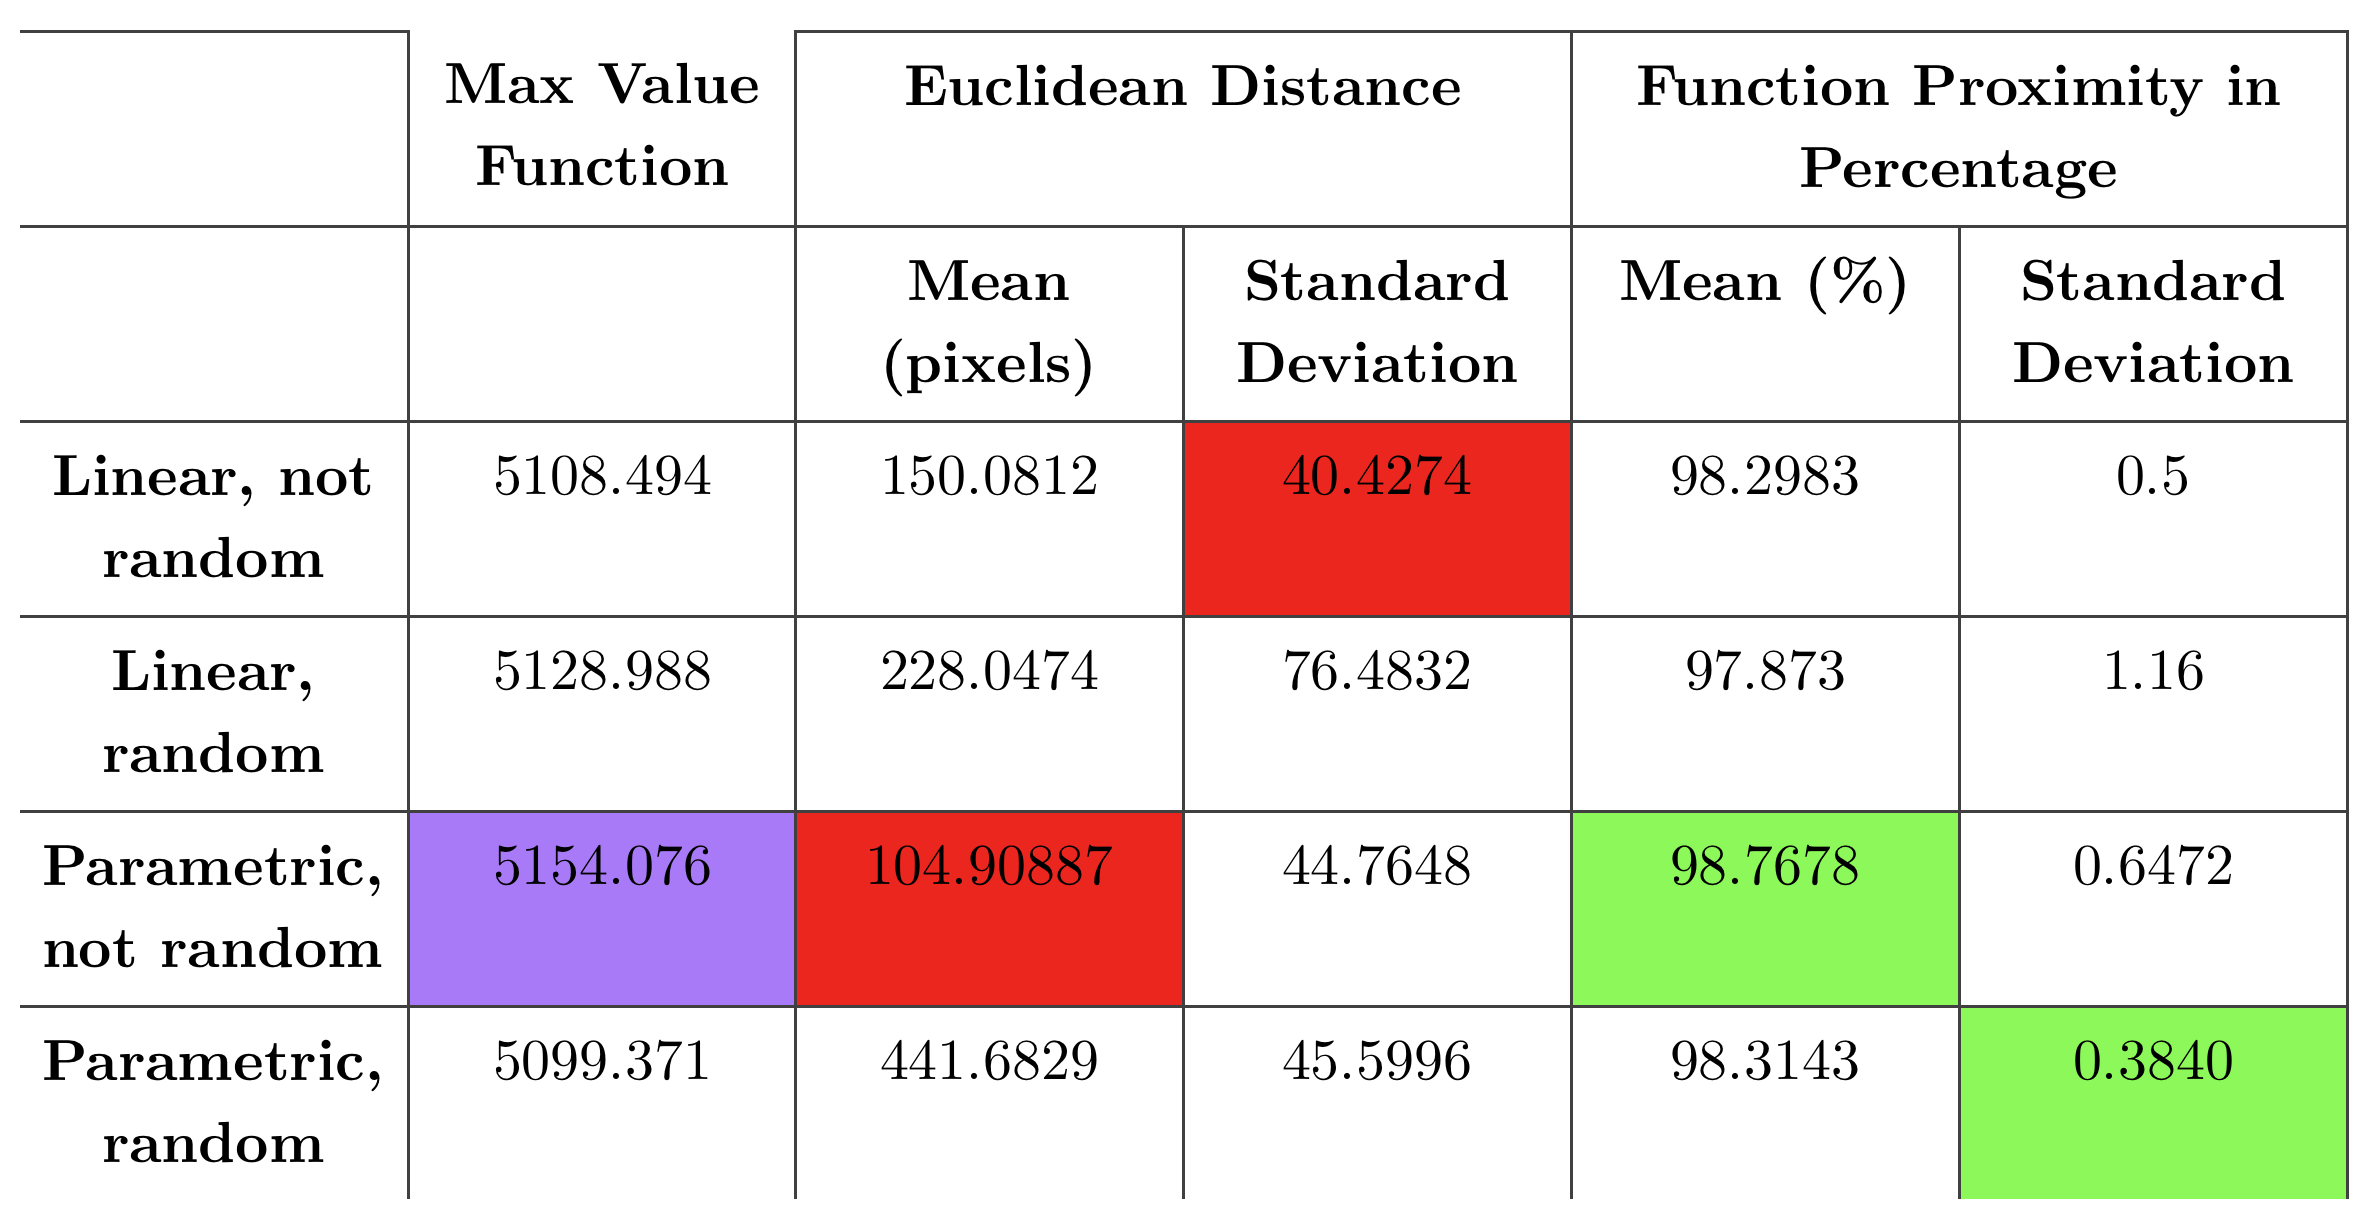 Max Value
Function
Euclidean Distance
Function Proximity in
Percentage
Mean
(pixels)
Standard
Deviation
Mean (%)
Standard
Deviation
Linear, not
random
5108.494
150.0812
40.4274
98.2983
0.5
Linear,
random
5128.988
228.0474
76.4832
97.873
1.16
Parametric,
not random
5154.076
104.90887
44.7648
98.7678
0.6472
Parametric,
random
5099.371
441.6829
45.5996
98.3143
0.3840